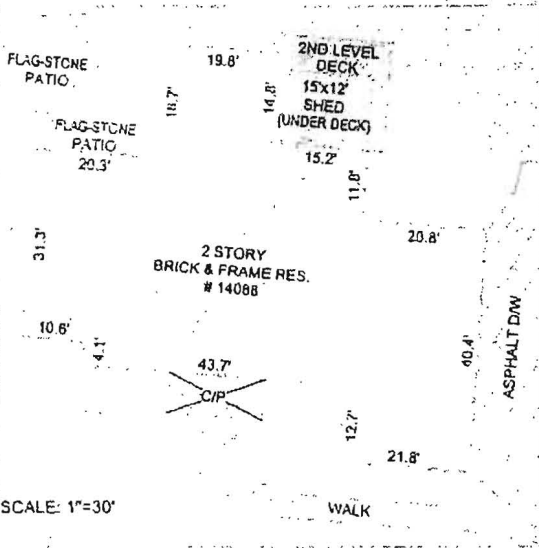 FLAG-STONE
PATIO
FLAG-STONE
PATIO
20.3'
18.7'
19.8'
14.8'
2ND LEVEL
DECK
15'x12'
SHED
(UNDER DECK)
15.2'
11.8'
20.8'
31.3'
2 STORY
BRICK & FRAME RES.
# 14088
10.6'
4.1'
43.7'
C/P
12.7'
40.4'
ASPHALT D/W
21.8'
SCALE: 1"=30'
WALK